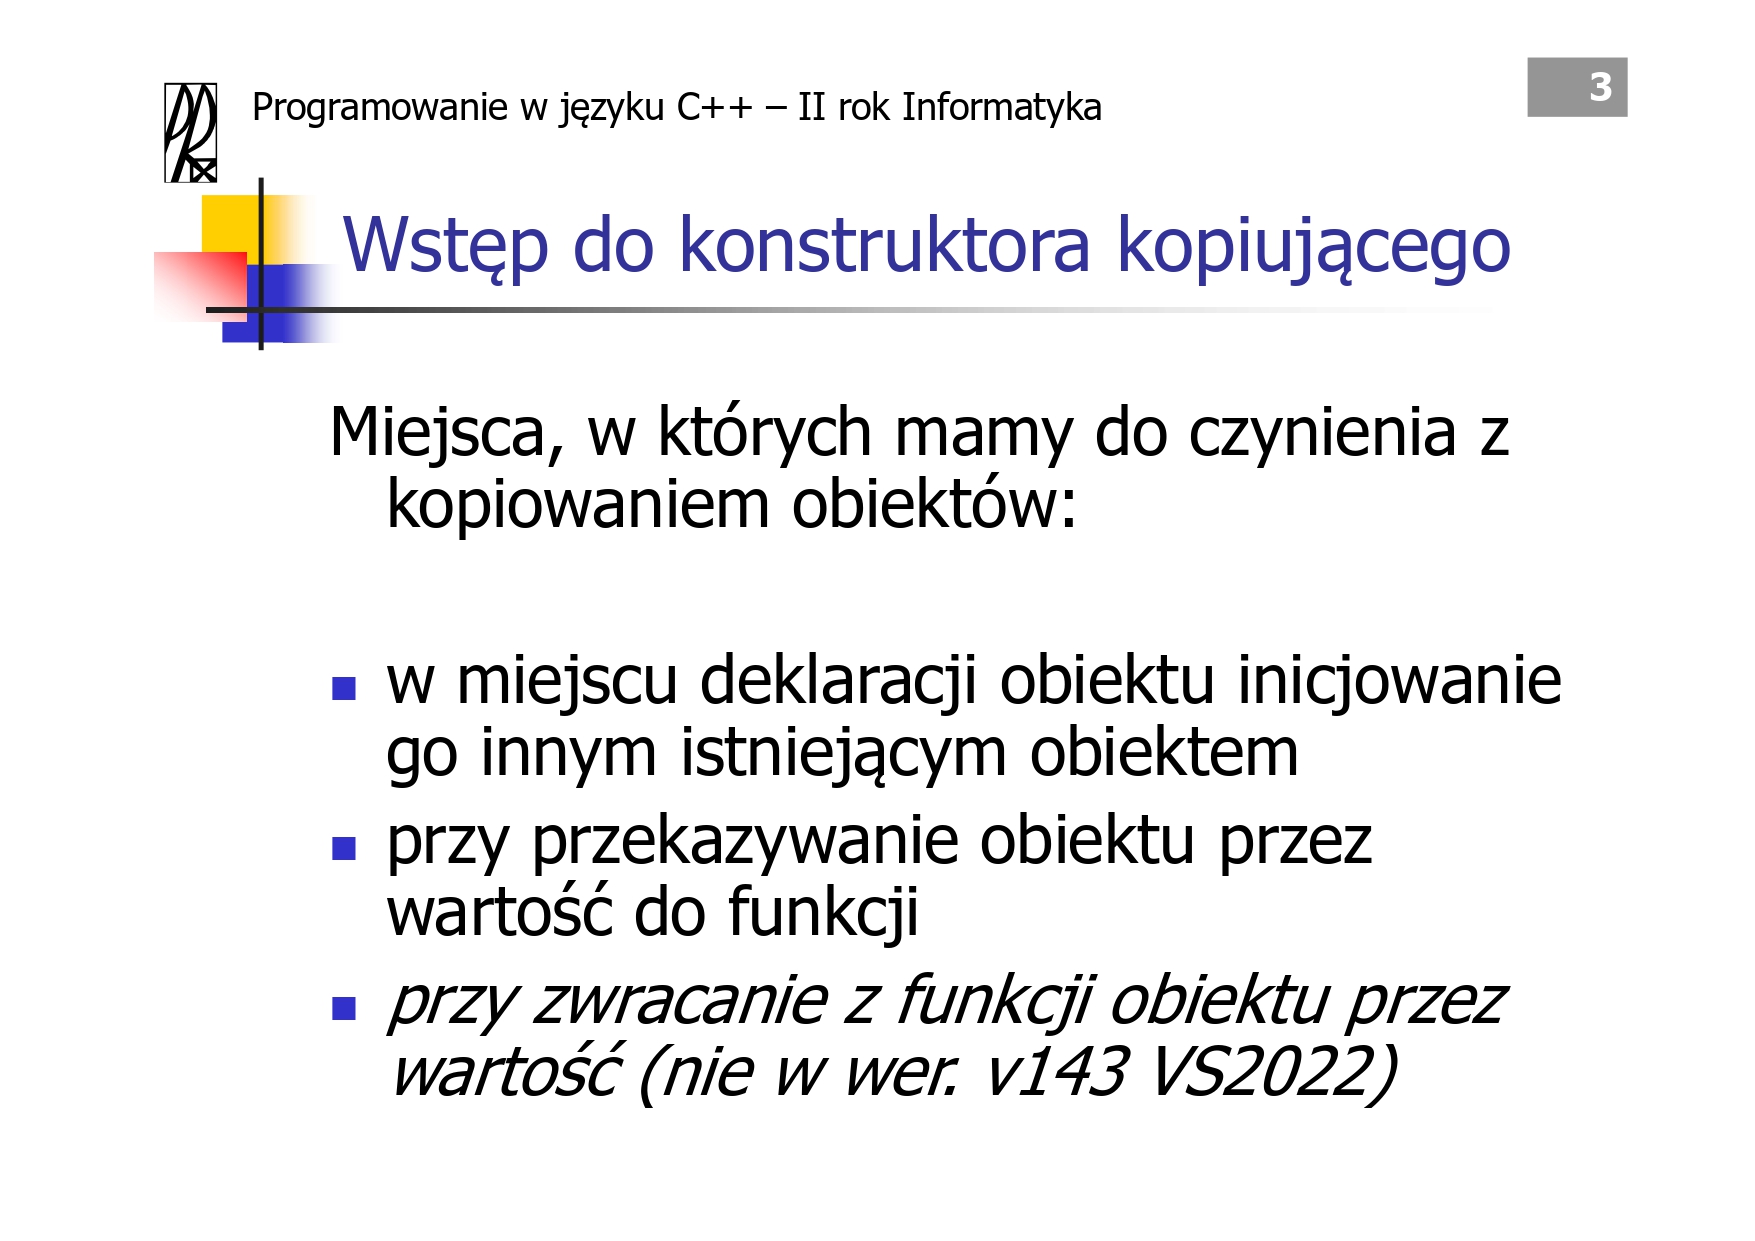 3
Programowanie w języku C++ – II rok Informatyka
Wstęp do konstruktora kopiującego
Miejsca, w których mamy do czynienia z
kopiowaniem obiektów:
w miejscu deklaracji obiektu inicjowanie
go innym istniejącym obiektem
przy przekazywanie obiektu przez
wartość do funkcji
przy zwracanie z funkcji obiektu przez
wartość (nie w wer. v143 VS2022)